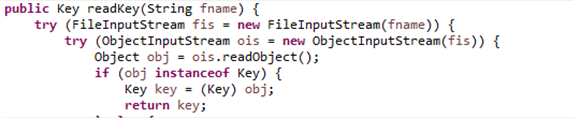 public Key readKey(String fname) {
try (FileInputStream fis = new FileInputStream(fname)) {
try (ObjectInputStream ois = new ObjectInputStream(fis)) {
Object obj = ois.readObject();
if (obj instanceof Key) {
Key key = (Key) obj;
return key;